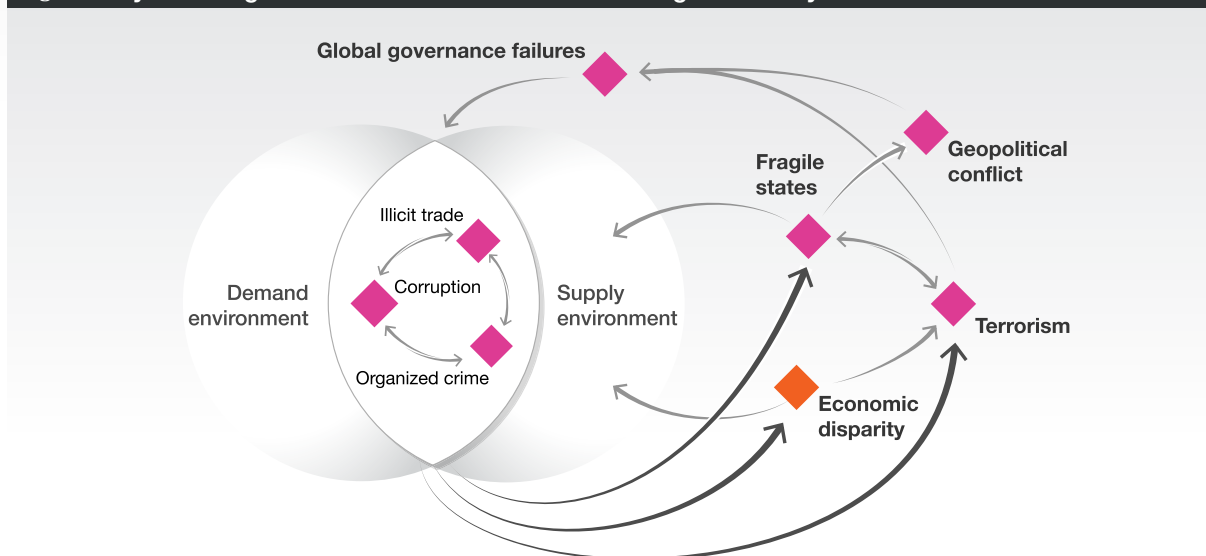 Global governance failures
Geopolitical
conflict
Fragile
states
Illicit trade
Corruption
Demand
environment
Supply
environment
Terrorism
Organized crime
Economic
disparity